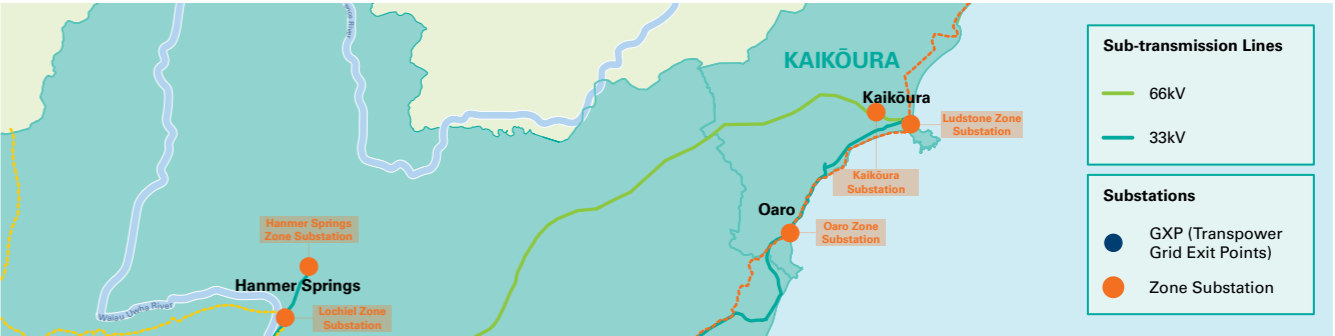 KAIKŌURA
Kaikōura
Ludstone Zone
Substation
Kaikōura
Substation
Oaro
Oaro Zone
Substation
Hanmer Springs
Zone Substation
Hanmer Springs
Lochiel Zone
Substation
Waiau Uwha River
River
Sub-transmission Lines
66kV
33kV
Substations
GXP (Transpower
Grid Exit Points)
Zone Substation